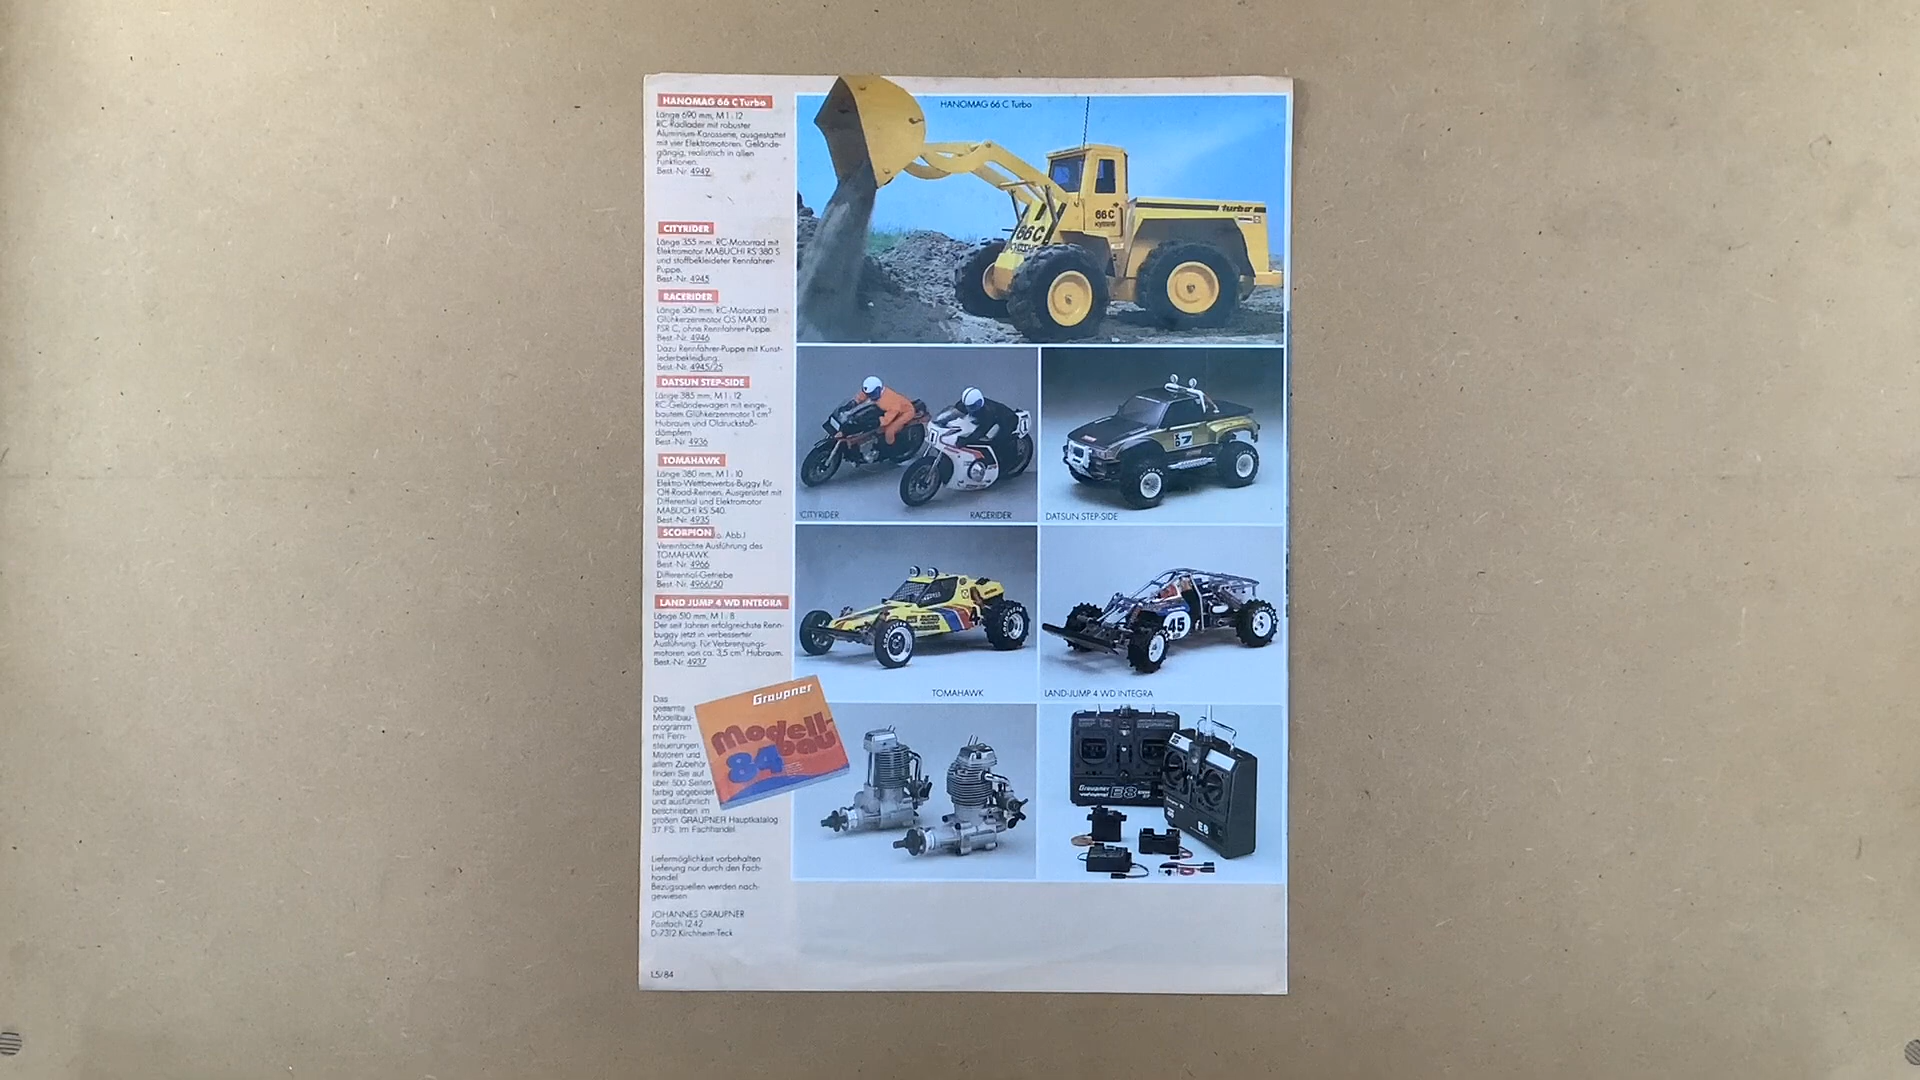 HANOMAG 66 C Turbo
Länge 690 mm, M 1 : 12
RC-Radlader mit robuster
Aluminium-Karosserie, ausgestattet
mit vier Elektromotoren. Gelände-
gängig, realistisch in allen
Funktionen.
Best.-Nr. 4949
CITYRIDER
Länge 355 mm. RC-Motorrad mit
Elektromotor MABUCHI RS 380 S
und stoffbekleideter Rennfahrer-
Puppe.
Best.-Nr. 4945
RACERIDER
Länge 360 mm. RC-Motorrad mit
Glühkerzenmotor OS MAX 10
FSR C, ohne Rennfahrer-Puppe.
Best.-Nr. 4946
Dazu Rennfahrer-Puppe mit Kunst-
lederbekleidung.
Best.-Nr. 4945/25
DATSUN STEP-SIDE
Länge 385 mm, M 1 : 12
RC-Geländewagen mit einge-
bautem Glühkerzenmotor 1 cm³
Hubraum und Öldruckstoß-
dämpfern
Best.-Nr. 4936
TOMAHAWK
Länge 380 mm, M 1 : 10
Elektro-Wettbewerbs-Buggy für
Off-Road-Rennen. Ausgerüstet mit
Differential und Elektromotor
MABUCHI RS 540.
Best.-Nr. 4935
SCORPION (o. Abb.)
Vereinfachte Ausführung des
TOMAHAWK.
Best.-Nr. 4966
Differential-Getriebe
Best.-Nr. 4966/50
LAND JUMP 4 WD INTEGRA
Länge 510 mm, M 1 : 8
Der seit Jahren erfolgreichste Renn-
buggy jetzt in verbesserter
Ausführung. Für Verbrennungs-
motoren von ca. 3,5 cm³ Hubraum.
Best.-Nr. 4937
Das
gesamte
Modellbau-
programm
mit Fern-
steuerungen,
Motoren und
allem Zubehör
finden Sie auf
über 500 Seiten
farbig abgebildet
und ausführlich
beschrieben im
großen GRAUPNER Hauptkatalog
37 FS. Im Fachhandel.
Liefermöglichkeit vorbehalten
Lieferung nur durch den Fach-
handel
Bezugsquellen werden nach-
gewiesen
JOHANNES GRAUPNER
Postfach 1242
D-7312 Kirchheim-Teck
L5/84
HANOMAG 66 C Turbo
turbo
66 C
66 C
CITYRIDER
RACERIDER
DATSUN STEP-SIDE
TOMAHAWK
45
LAND-JUMP 4 WD INTEGRA
Graupner
Modell-
bau
84
Graupner
E8
E8